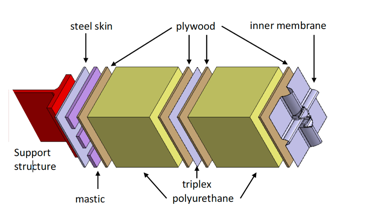 steel skin
plywood
inner membrane
Support
structure
mastic
triplex
polyurethane